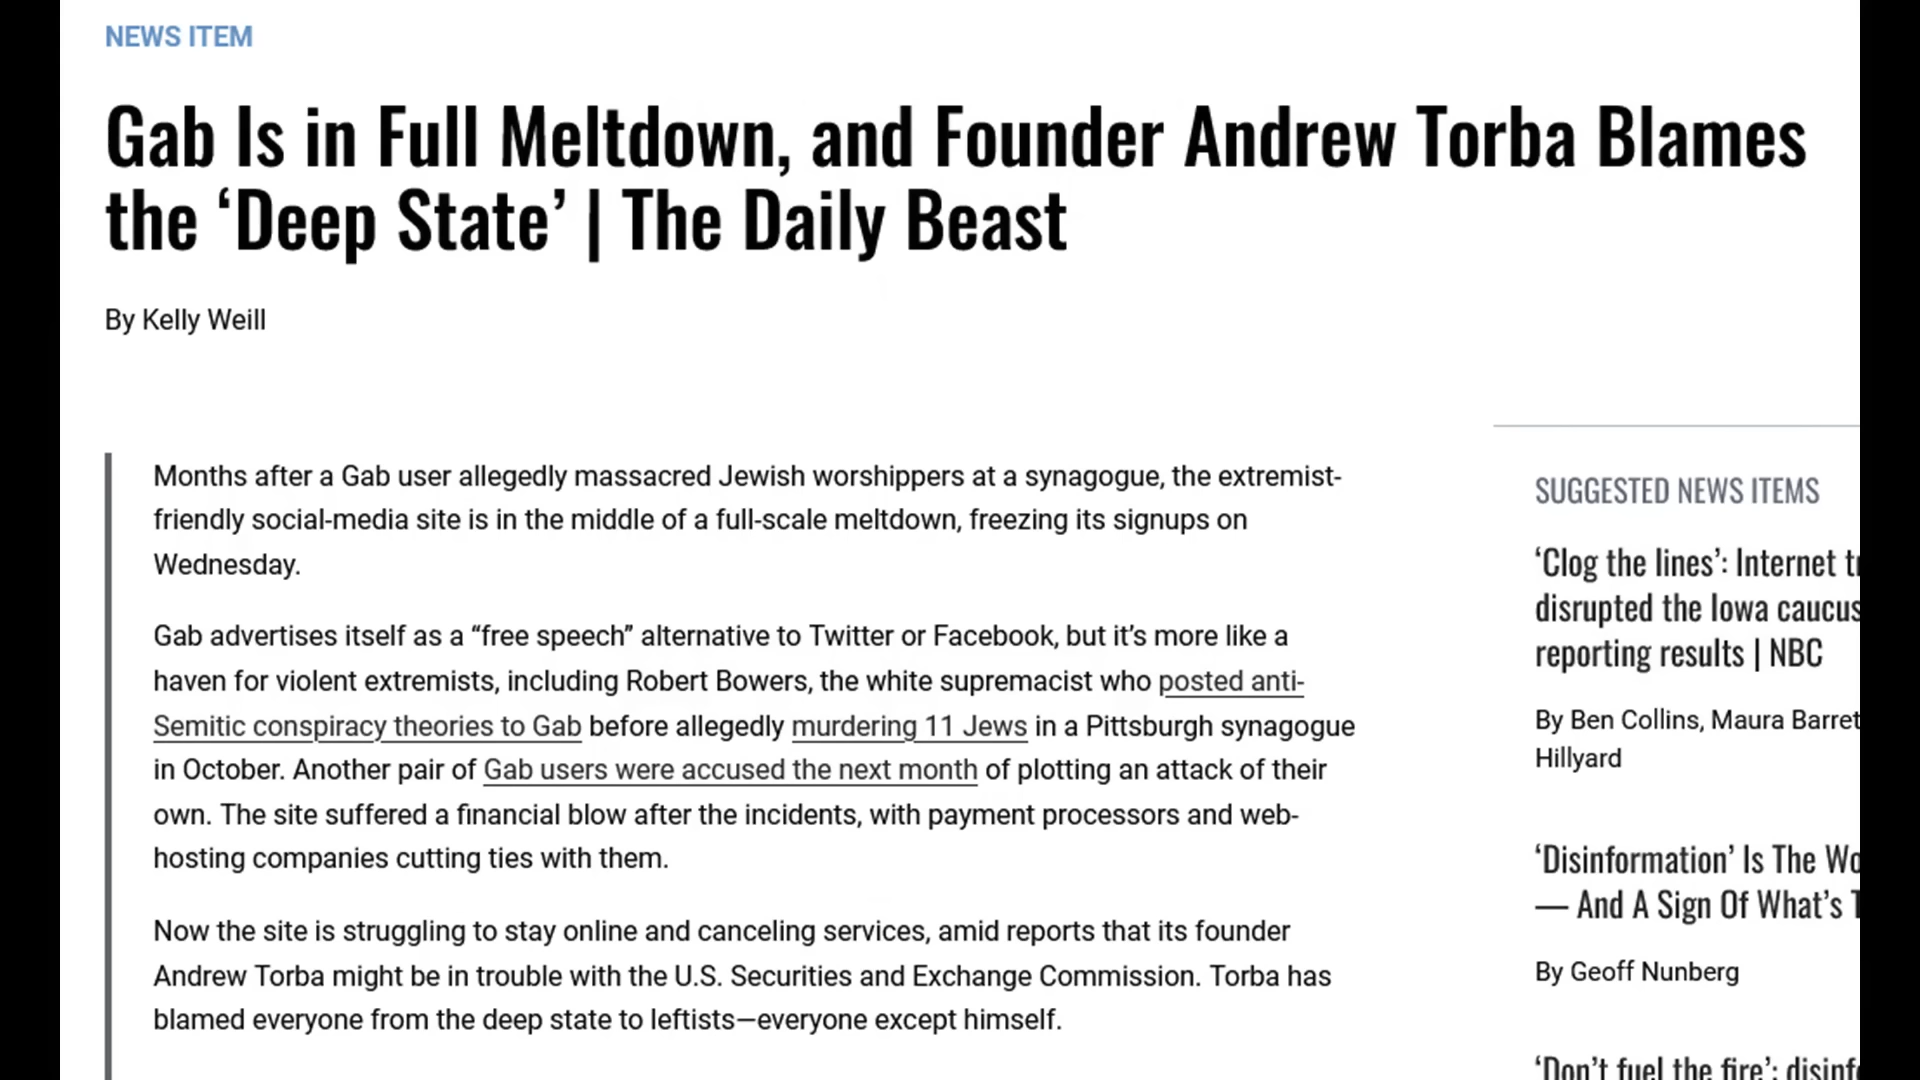 NEWS ITEM
Gab Is in Full Meltdown, and Founder Andrew Torba Blames
the ‘Deep State’ | The Daily Beast
By Kelly Weill
Months after a Gab user allegedly massacred Jewish worshippers at a synagogue, the extremist-
friendly social-media site is in the middle of a full-scale meltdown, freezing its signups on
Wednesday.
Gab advertises itself as a “free speech” alternative to Twitter or Facebook, but it’s more like a
haven for violent extremists, including Robert Bowers, the white supremacist who posted anti-
Semitic conspiracy theories to Gab before allegedly murdering 11 Jews in a Pittsburgh synagogue
in October. Another pair of Gab users were accused the next month of plotting an attack of their
own. The site suffered a financial blow after the incidents, with payment processors and web-
hosting companies cutting ties with them.
Now the site is struggling to stay online and canceling services, amid reports that its founder
Andrew Torba might be in trouble with the U.S. Securities and Exchange Commission. Torba has
blamed everyone from the deep state to leftists—everyone except himself.
SUGGESTED NEWS ITEMS
‘Clog the lines’: Internet
disrupted the Iowa caucus
reporting results | NBC
By Ben Collins, Maura Barret
Hillyard
‘Disinformation’ Is The
— And A Sign Of What’s
By Geoff Nunberg
‘Don’t fuel the fire’: